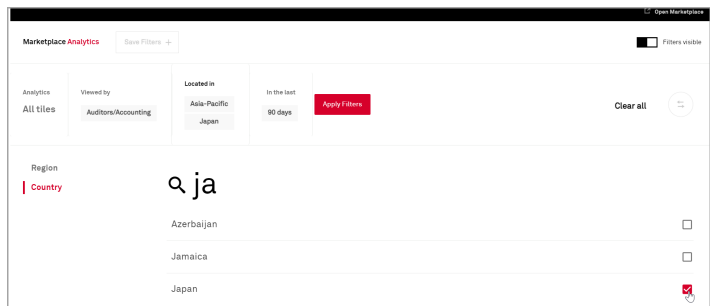 Open Marketplace
Marketplace Analytics
Save Filters +
Filters visible
Analytics
All tiles
Viewed by
Auditors/Accounting
Located in
Asia-Pacific
Japan
In the last
90 days
Apply Filters
Clear all
Region
Country
ja
Azerbaijan
Jamaica
Japan